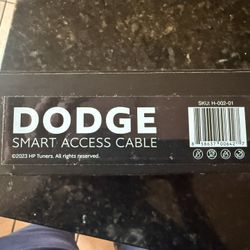 DODGE
SMART ACCESS CABLE
©2023 HP Tuners. All rights reserved.
SKU: H-002-01